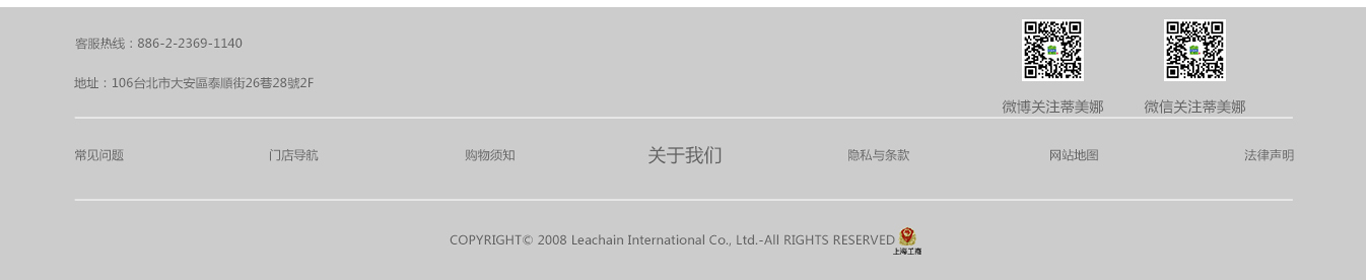 客服热线：886-2-2369-1140
地址：106台北市大安區泰順街26巷28號2F
微博关注蒂美娜 微信关注蒂美娜
常见问题 门店导航 购物须知 关于我们 隐私与条款 网站地图 法律声明
COPYRIGHT© 2008 Leachain International Co., Ltd.-All RIGHTS RESERVED
上海工商